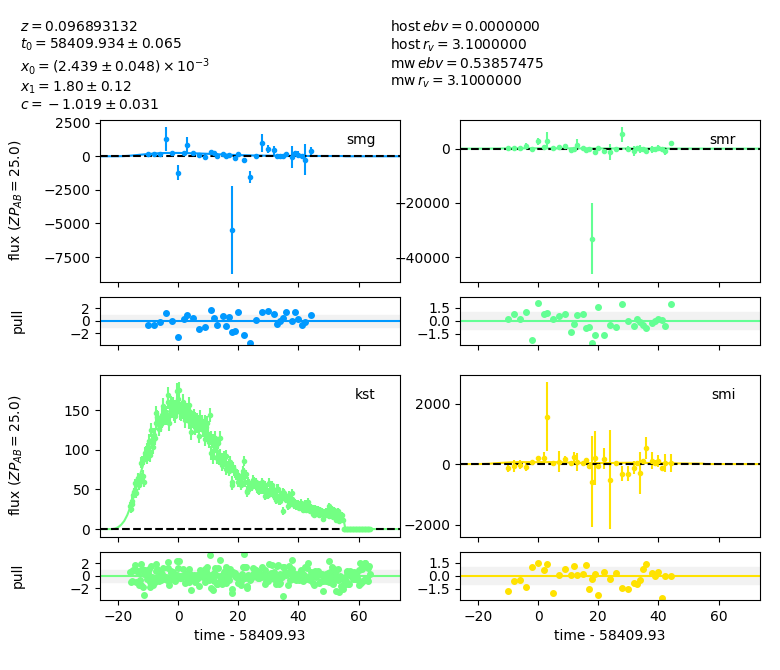 z = 0.096893132
t₀ = 58409.934 ± 0.065
x₀ = (2.439 ± 0.048) × 10⁻³
x₁ = 1.80 ± 0.12
c = −1.019 ± 0.031
host ebv = 0.0000000
host r_v = 3.1000000
mw ebv = 0.53857475
mw r_v = 3.1000000
smg
2500
0
−2500
−5000
−7500
flux (ZP_AB = 25.0)
smr
0
−20000
−40000
2
0
−2
pull
1.5
0.0
−1.5
kst
150
100
50
0
flux (ZP_AB = 25.0)
smi
2000
0
−2000
2
0
−2
pull
−20 0 20 40 60
time - 58409.93
1.5
0.0
−1.5
−20 0 20 40 60
time - 58409.93